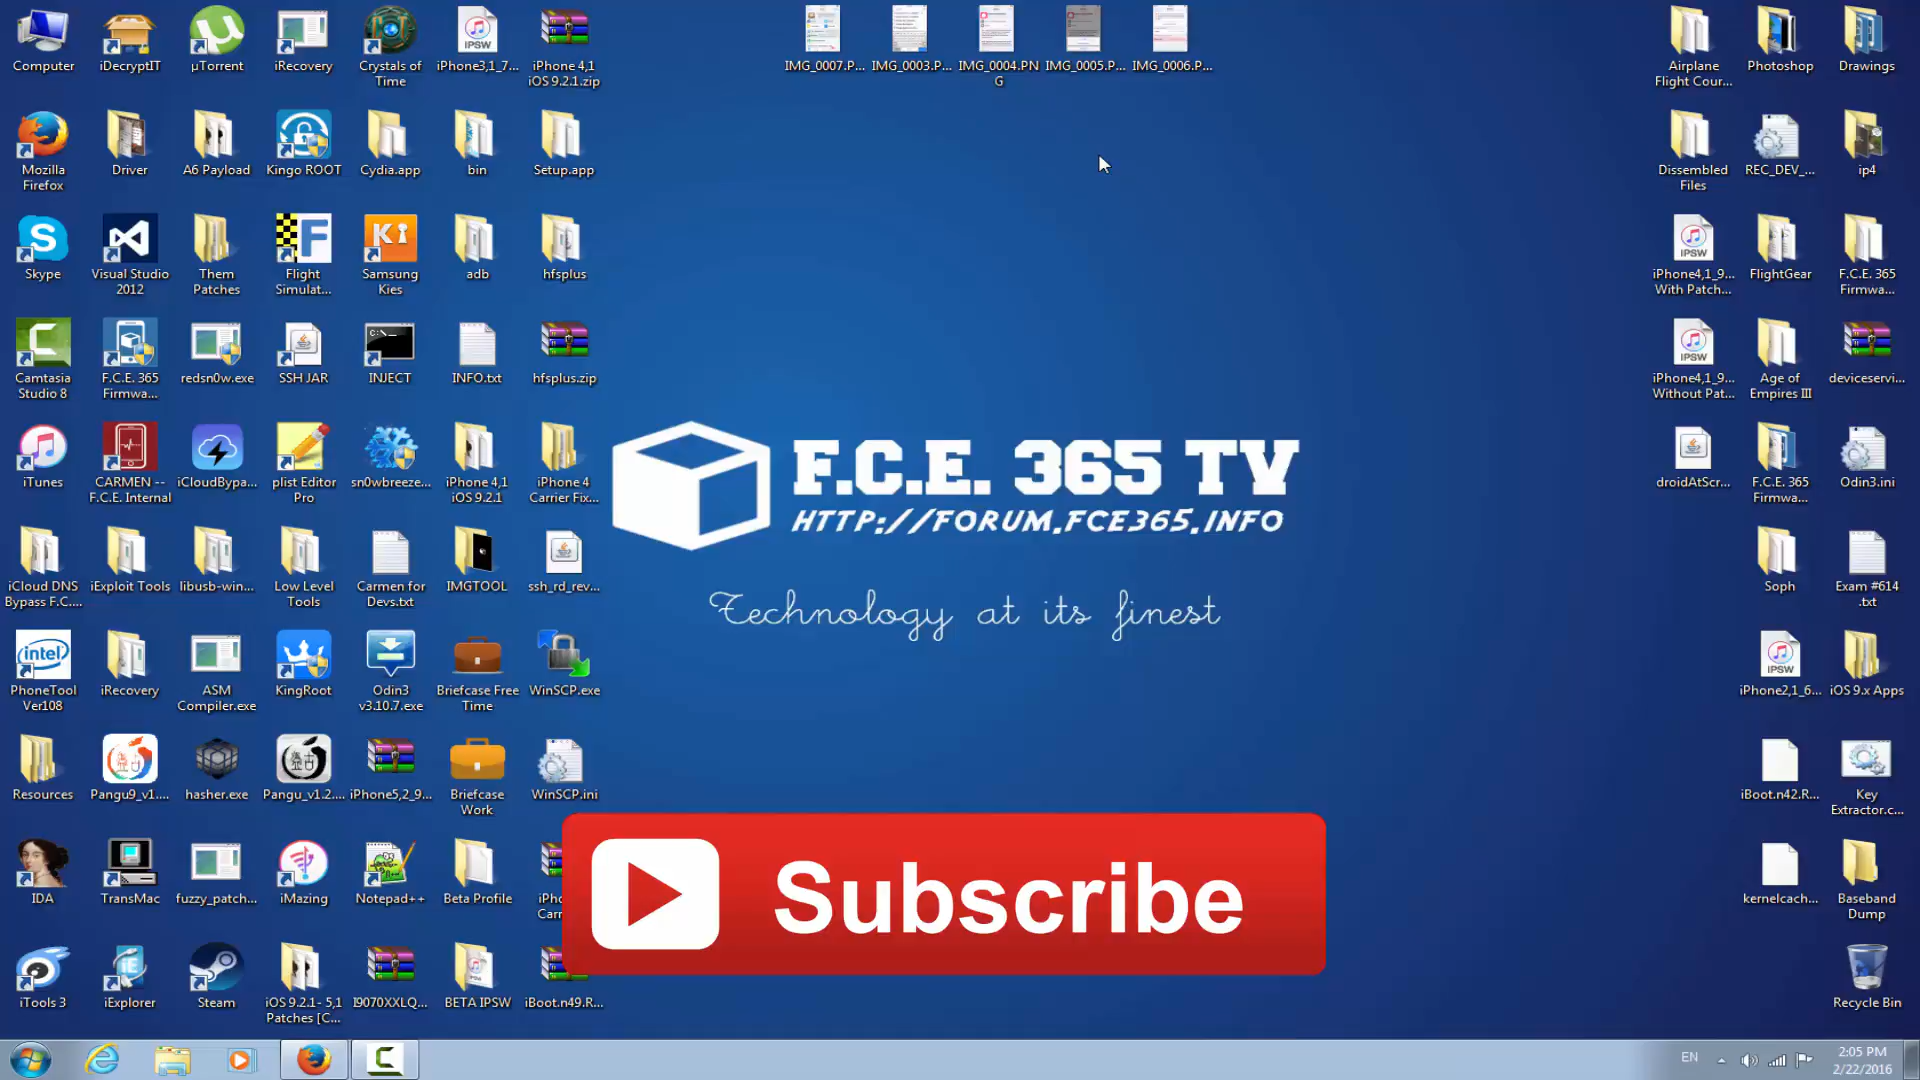 Computer
iDecryptIT
µTorrent
iRecovery
Crystals of
Time
iPhone3,1_7...
iPhone 4,1
iOS 9.2.1.zip
IMG_0007.P...
IMG_0003.P...
IMG_0004.PN
G
IMG_0005.P...
IMG_0006.P...
Airplane
Flight Cour...
Photoshop
Drawings
Mozilla
Firefox
Driver
A6 Payload
Kingo ROOT
Cydia.app
bin
Setup.app
Dissembled
Files
REC_DEV_...
ip4
Skype
Visual Studio
2012
Them
Patches
Flight
Simulat...
Samsung
Kies
adb
hfsplus
iPhone4,1_9...
With Patch...
FlightGear
F.C.E. 365
Firmwa...
Camtasia
Studio 8
F.C.E. 365
Firmwa...
redsn0w.exe
SSH JAR
INJECT
INFO.txt
hfsplus.zip
iPhone4,1_9...
Without Pat...
Age of
Empires III
deviceservi...
F.C.E. 365 TV
HTTP://FORUM.FCE365.INFO
Technology at its finest
iTunes
CARMEN --
F.C.E. Internal
iCloudBypa...
plist Editor
Pro
sn0wbreeze...
iPhone 4,1
iOS 9.2.1
iPhone 4
Carrier Fix...
droidAtScr...
F.C.E. 365
Firmwa...
Odin3.ini
iCloud DNS
Bypass F.C....
iExploit Tools
libusb-win...
Low Level
Tools
Carmen for
Devs.txt
IMGTOOL
ssh_rd_rev...
Soph
Exam #614
.txt
intel
PhoneTool
Ver108
iRecovery
ASM
Compiler.exe
KingRoot
Odin3
v3.10.7.exe
Briefcase Free
Time
WinSCP.exe
iPhone2,1_6...
iOS 9.x Apps
Resources
Pangu9_v1....
hasher.exe
Pangu_v1.2....
iPhone5,2_9...
Briefcase
Work
WinSCP.ini
iBoot.n42.R...
Key
Extractor.c...
IDA
TransMac
fuzzy_patch...
iMazing
Notepad++
Beta Profile
iPho
Carr
Subscribe
kernelcach...
Baseband
Dump
iTools 3
iExplorer
Steam
iOS 9.2.1- 5,1
Patches [C...
I9070XXLQ...
BETA IPSW
iBoot.n49.R...
Recycle Bin
EN
2:05 PM
2/22/2016